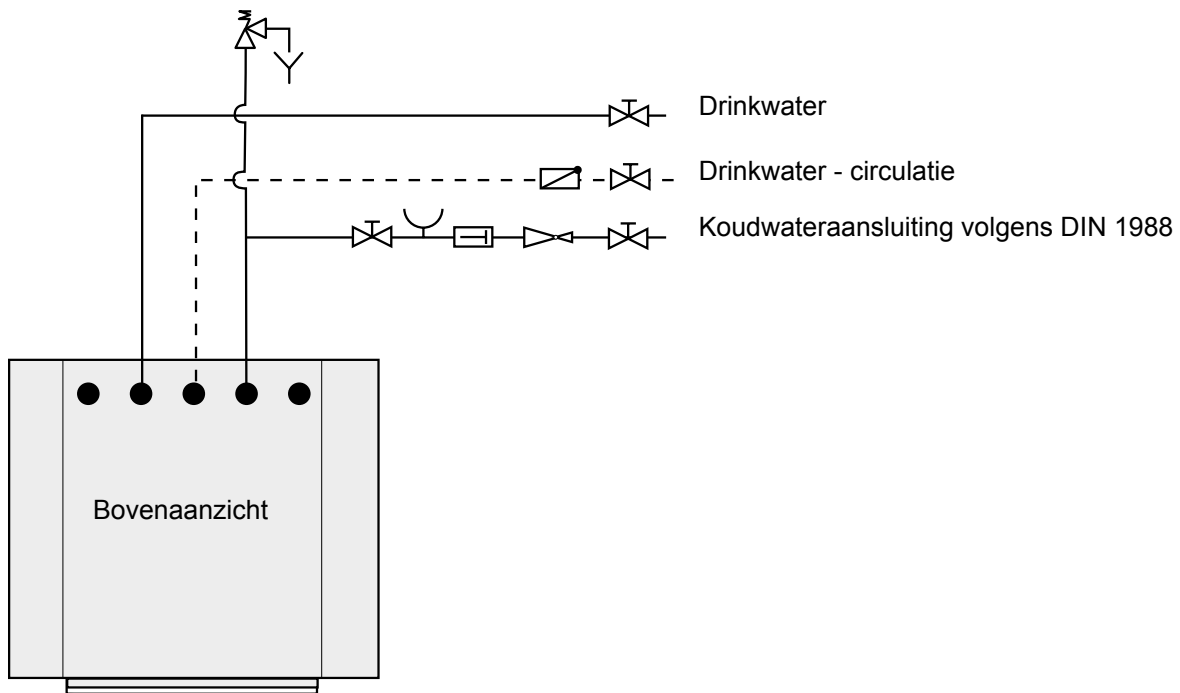 Drinkwater
Drinkwater - circulatie
Koudwateraansluiting volgens DIN 1988
Bovenaanzicht